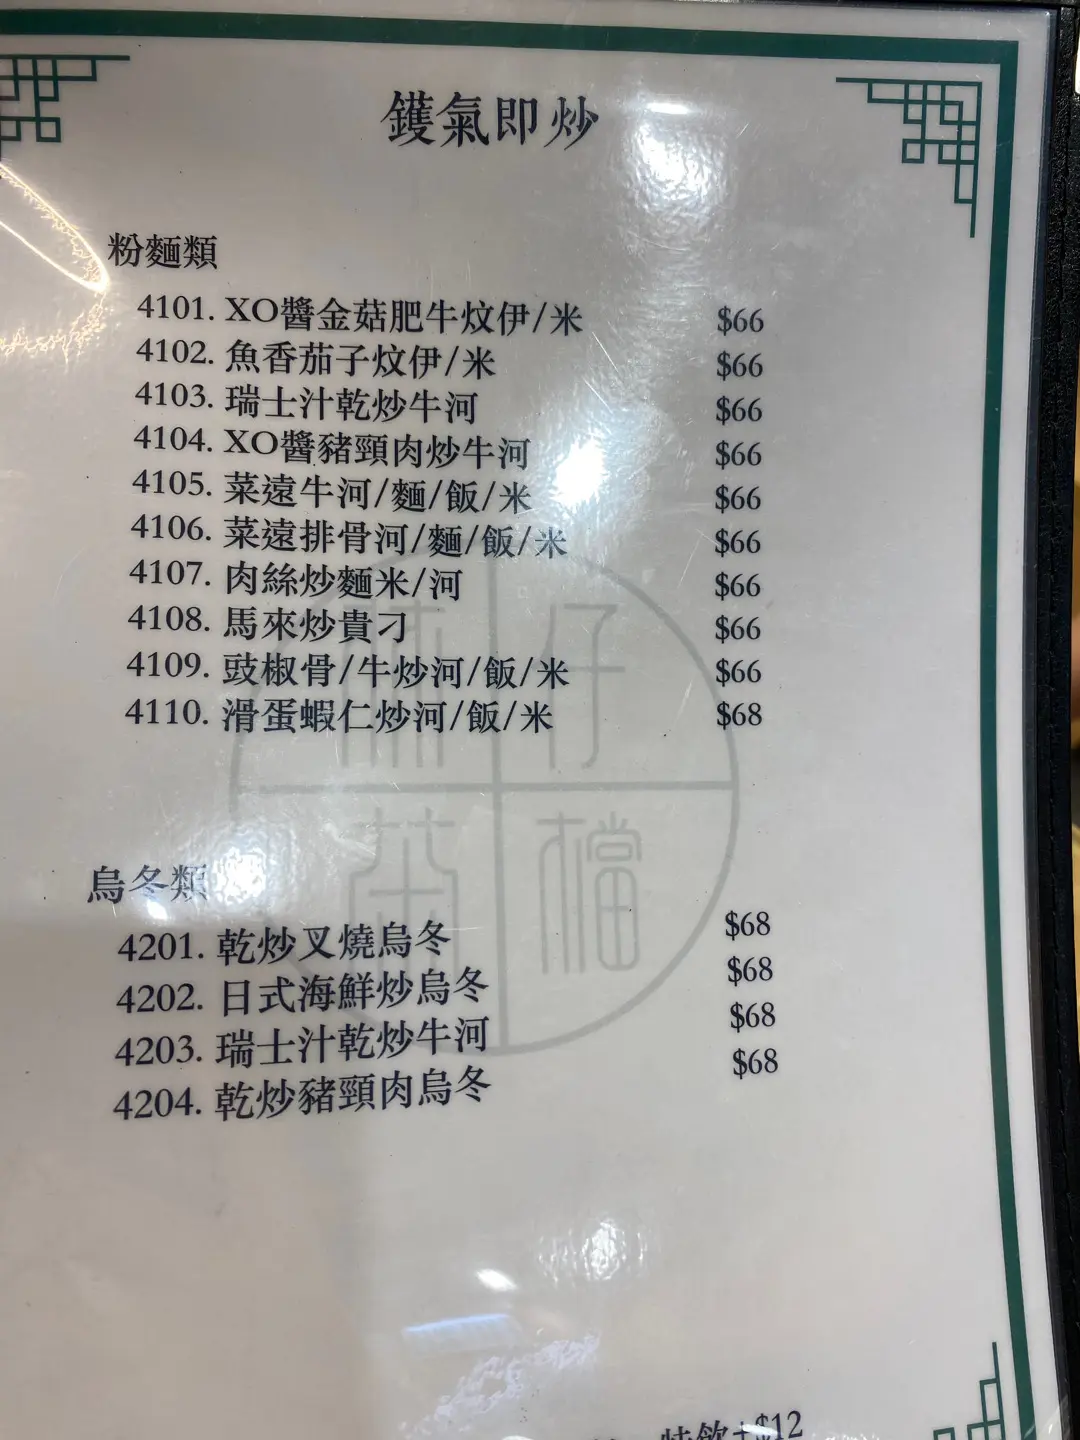 鑊氣即炒
粉麵類
4101. XO醬金菇肥牛炆伊/米 $66
4102. 魚香茄子炆伊/米 $66
4103. 瑞士汁乾炒牛河 $66
4104. XO醬豬頸肉炒牛河 $66
4105. 菜遠牛河/麵/飯/米 $66
4106. 菜遠排骨河/麵/飯/米 $66
4107. 肉絲炒麵米/河 $66
4108. 馬來炒貴刁 $66
4109. 豉椒骨/牛炒河/飯/米 $66
4110. 滑蛋蝦仁炒河/飯/米 $68
仔
茶檔
烏冬類
4201. 乾炒叉燒烏冬 $68
4202. 日式海鮮炒烏冬 $68
4203. 瑞士汁乾炒牛河 $68
4204. 乾炒豬頸肉烏冬 $68
飲+$12